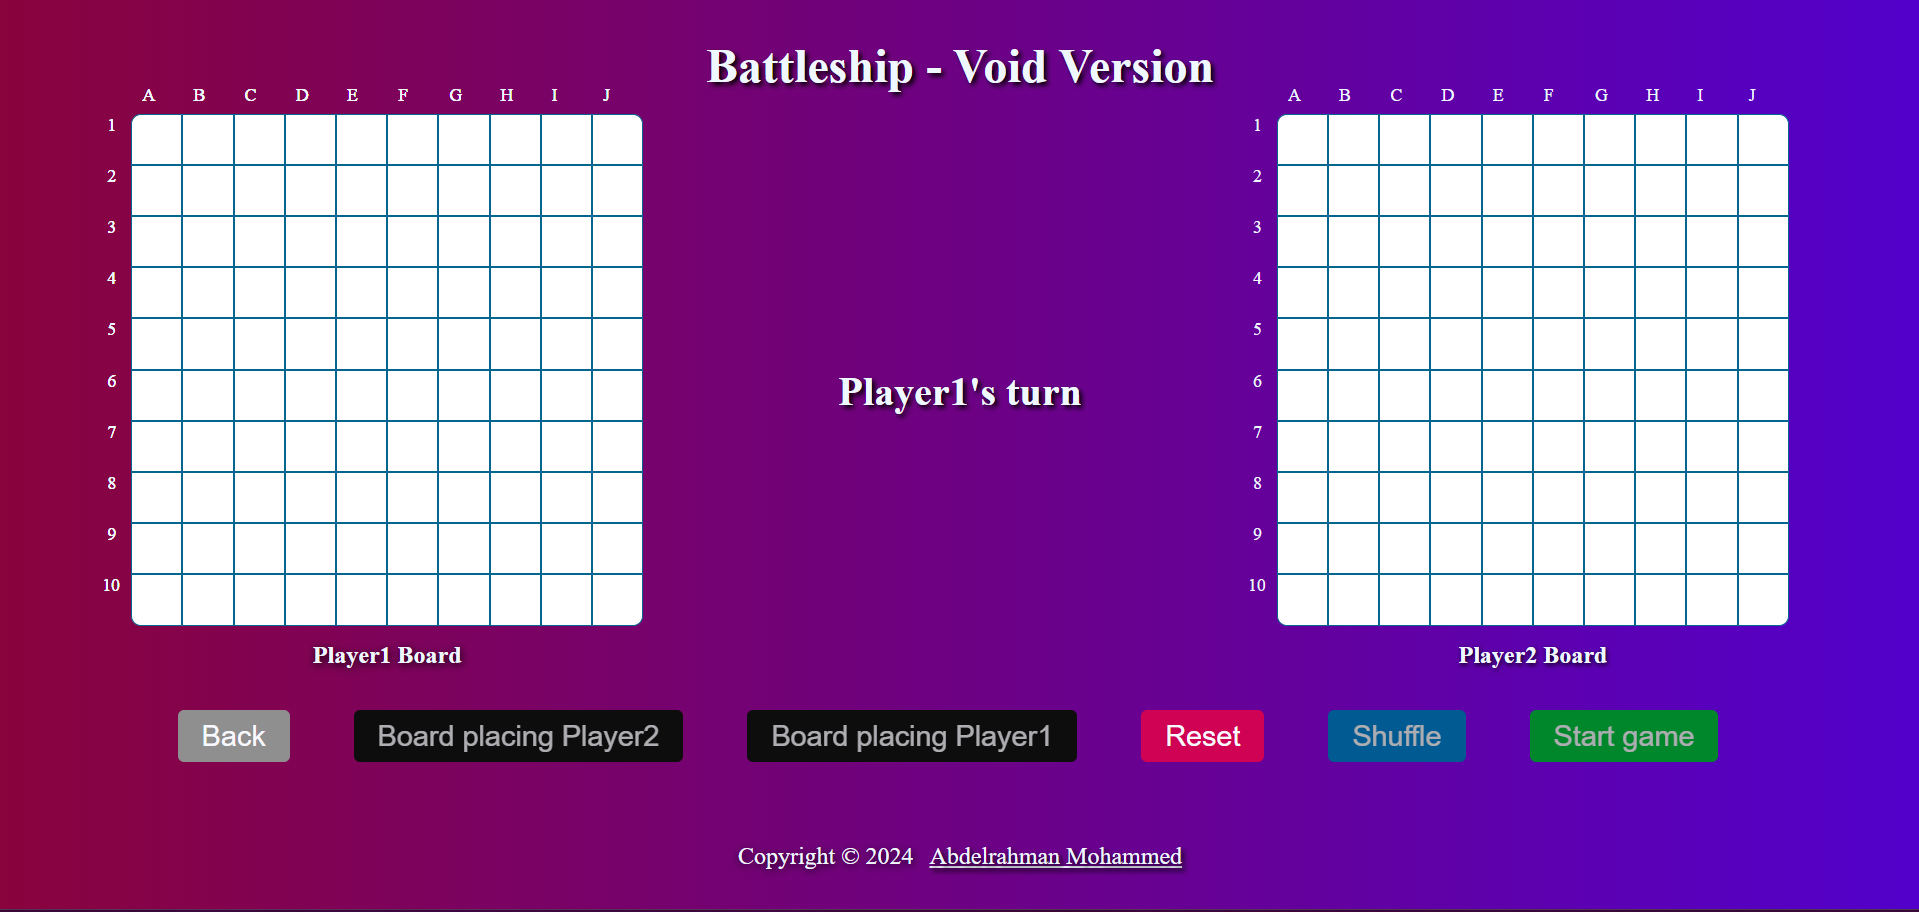 Battleship - Void Version
A B C D E F G H I J
1
2
3
4
5
6
7
8
9
10
Player1 Board
Player1's turn
A B C D E F G H I J
1
2
3
4
5
6
7
8
9
10
Player2 Board
Back Board placing Player2 Board placing Player1 Reset Shuffle Start game
Copyright © 2024 Abdelrahman Mohammed